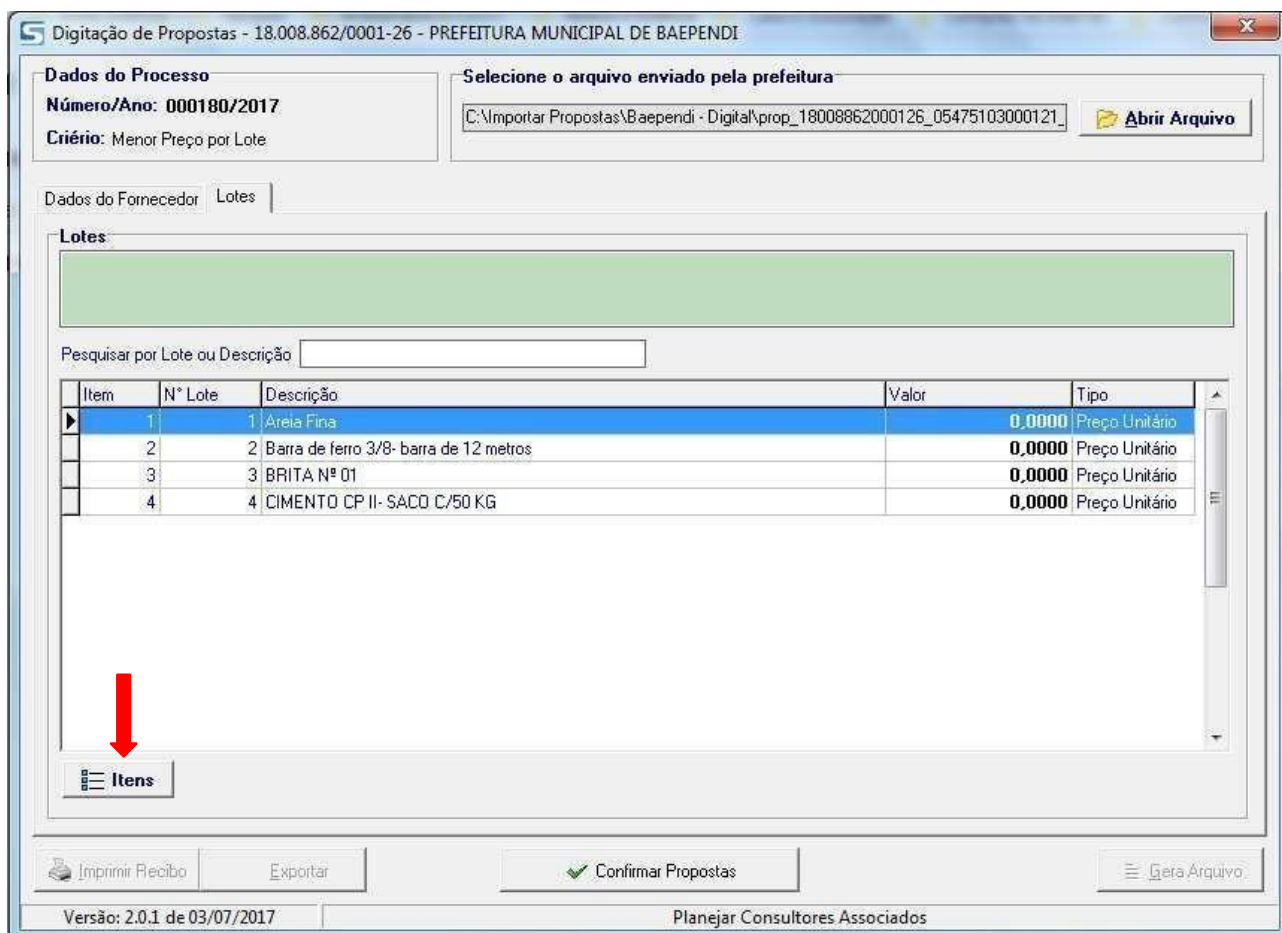 Digitação de Propostas - 18.008.862/0001-26 - PREFEITURA MUNICIPAL DE BAEPENDI
Dados do Processo
Número/Ano: 000180/2017
Criério: Menor Preço por Lote
Selecione o arquivo enviado pela prefeitura
C:\Importar Propostas\Baependi - Digital\prop_18008862000126_05475103000121_
Abrir Arquivo
Dados do Fornecedor Lotes
Lotes
Pesquisar por Lote ou Descrição
Item N° Lote Descrição Valor Tipo
1 1 Areia Fina 0,0000 Preço Unitário
2 2 Barra de ferro 3/8- barra de 12 metros 0,0000 Preço Unitário
3 3 BRITA Nº 01 0,0000 Preço Unitário
4 4 CIMENTO CP II- SACO C/50 KG 0,0000 Preço Unitário
Itens
Imprimir Recibo Exportar Confirmar Propostas Gera Arquivo
Versão: 2.0.1 de 03/07/2017 Planejar Consultores Associados